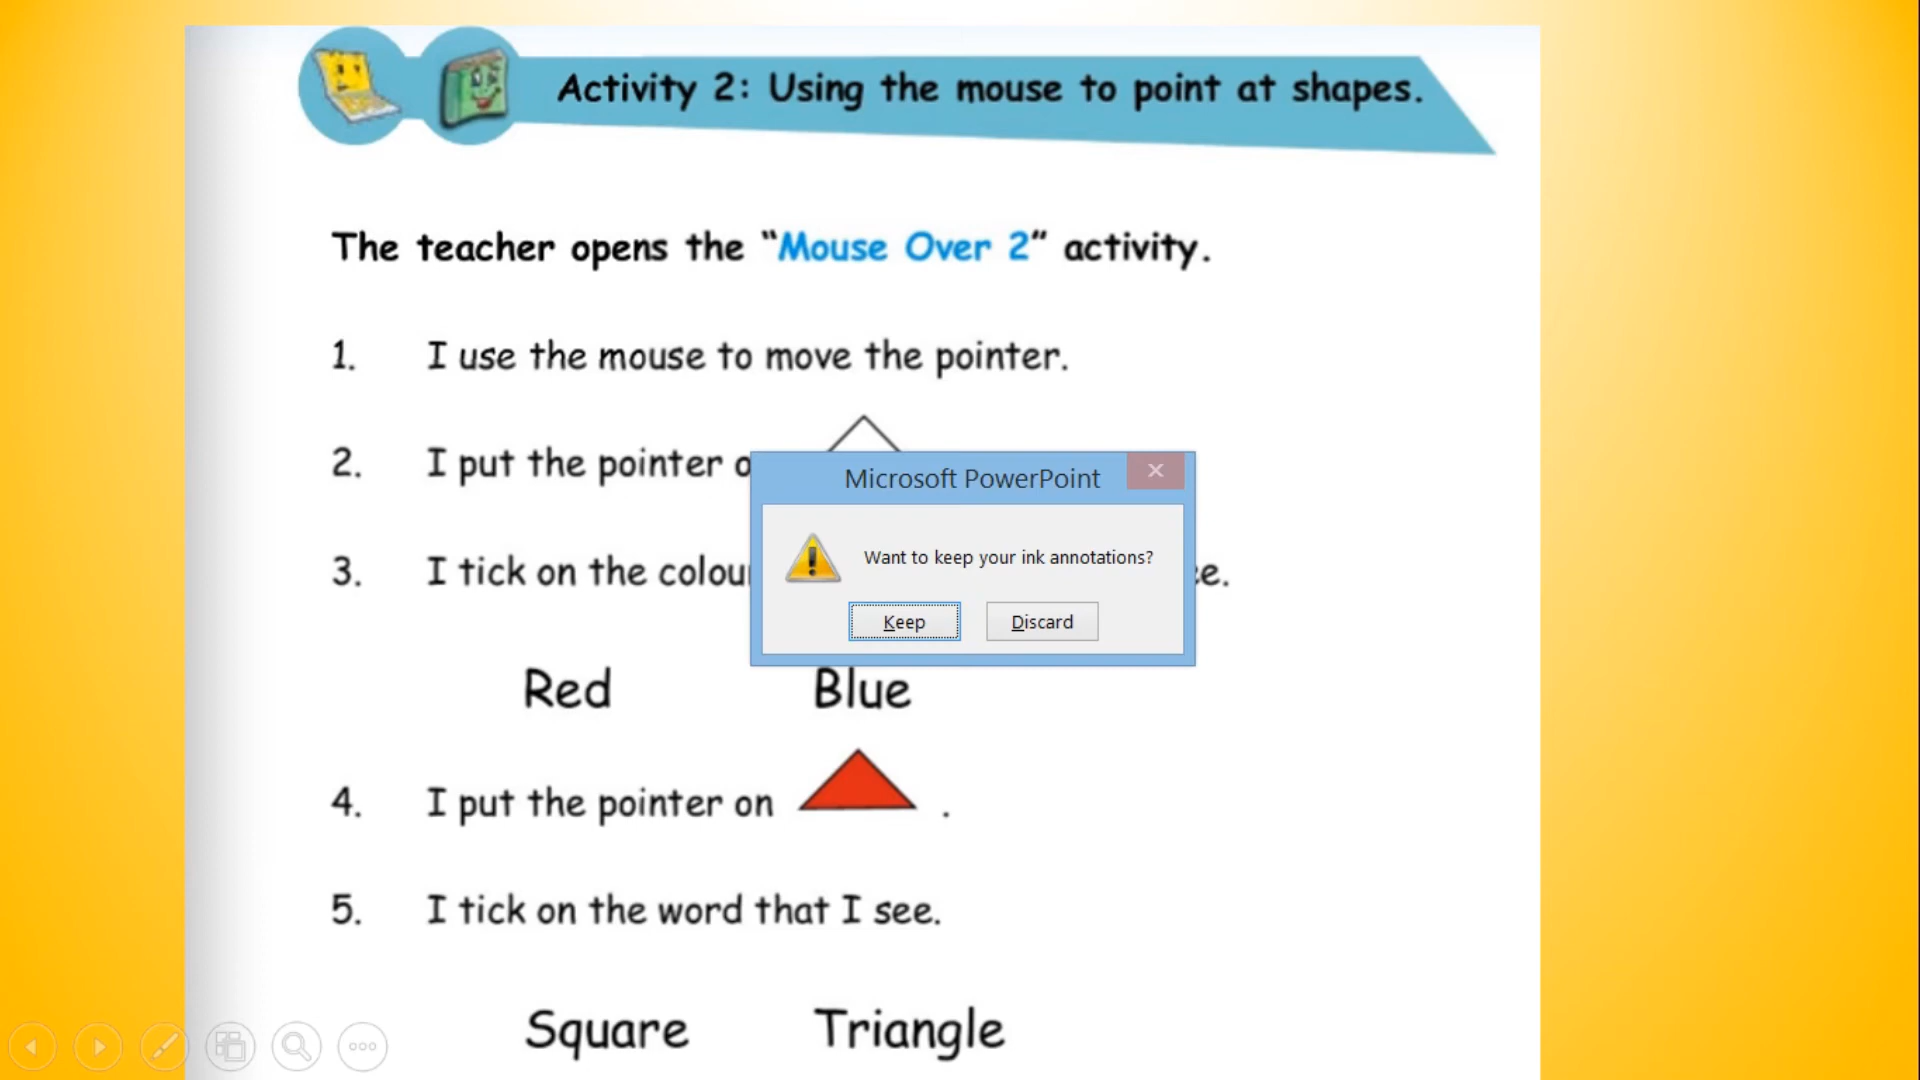 Activity 2: Using the mouse to point at shapes.
The teacher opens the “Mouse Over 2” activity.
1. I use the mouse to move the pointer.
2. I put the pointer
3. I tick on the
Microsoft PowerPoint
Want to keep your ink annotations?
Keep Discard
Red Blue
4. I put the pointer on .
5. I tick on the word that I see.
Square Triangle